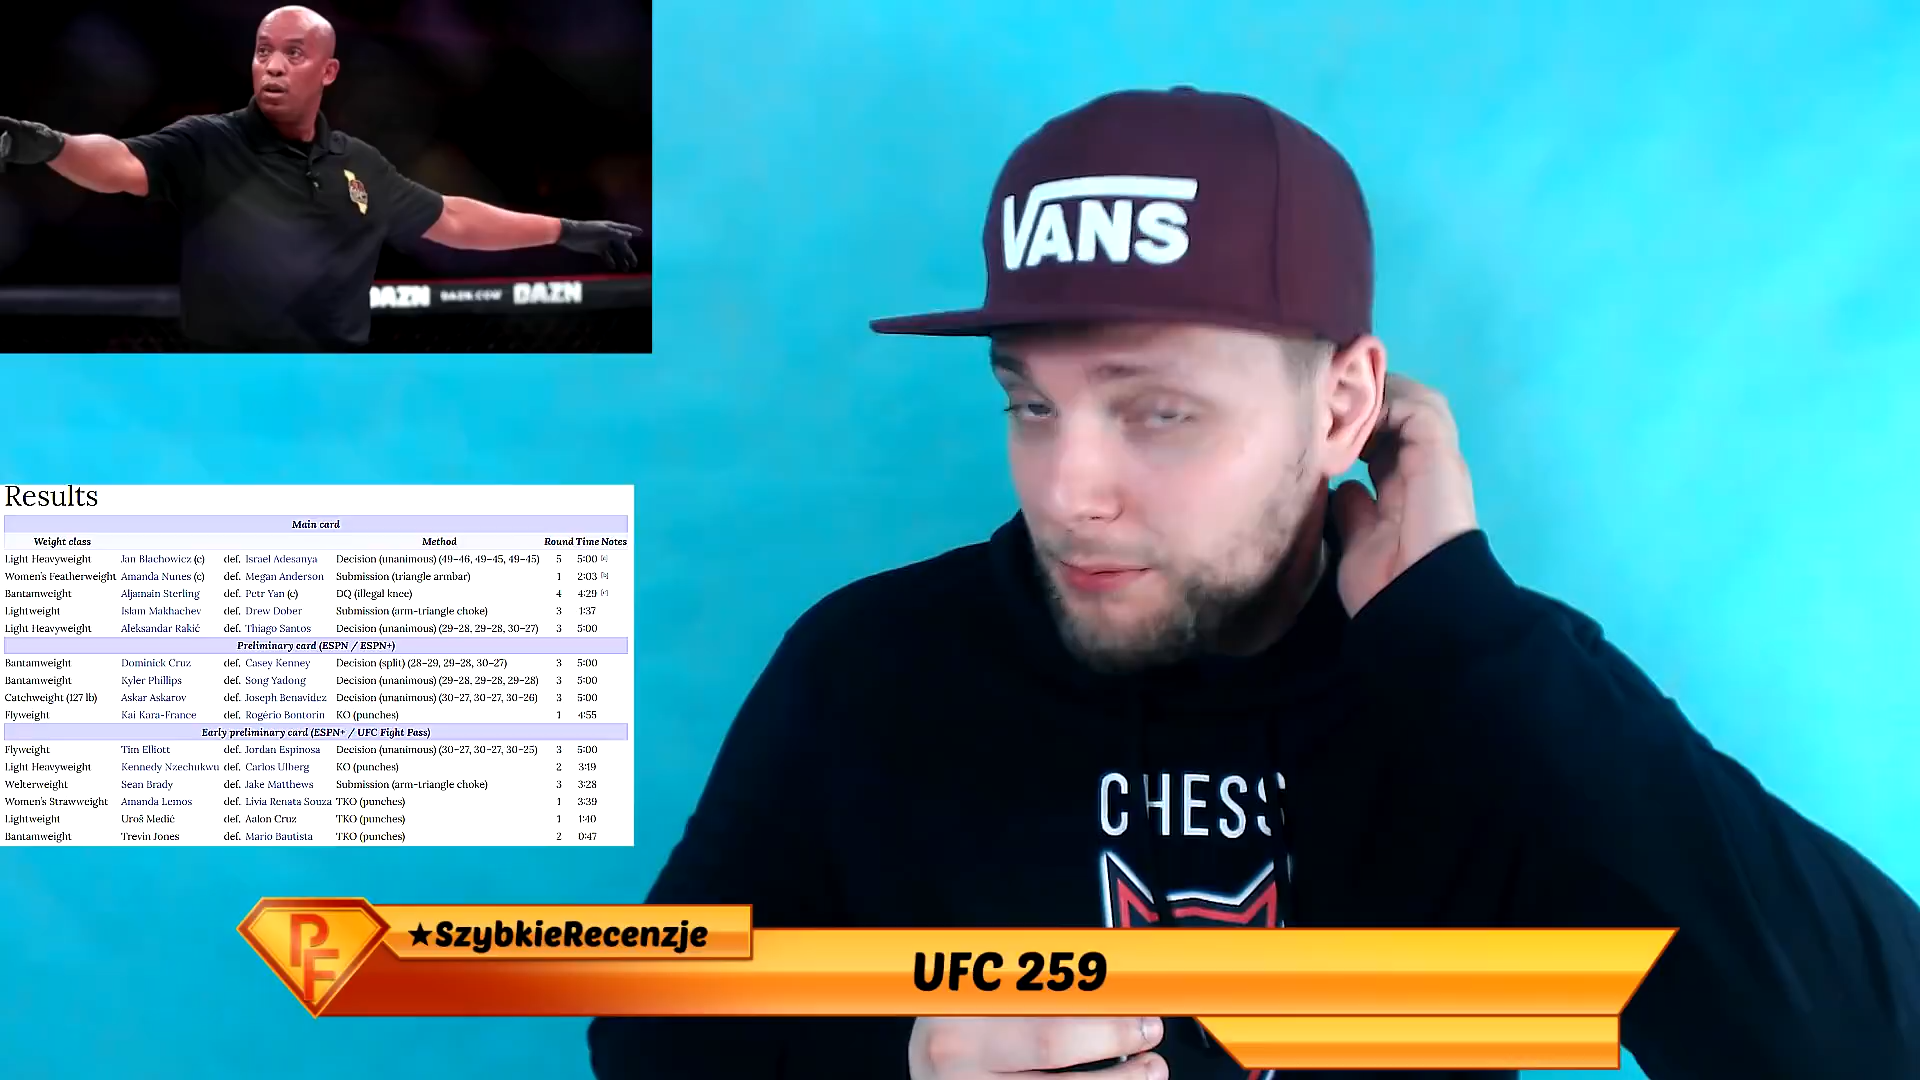 DAZN DAZN.COM DAZN
VANS
Results
Main card
Weight class Method Round Time Notes
Light Heavyweight Jan Błachowicz (c) def. Israel Adesanya Decision (unanimous) (49–46, 49–45, 49–45) 5 5:00 [a]
Women's Featherweight Amanda Nunes (c) def. Megan Anderson Submission (triangle armbar) 1 2:03 [b]
Bantamweight Aljamain Sterling def. Petr Yan (c) DQ (illegal knee) 4 4:29 [c]
Lightweight Islam Makhachev def. Drew Dober Submission (arm-triangle choke) 3 1:37
Light Heavyweight Aleksandar Rakić def. Thiago Santos Decision (unanimous) (29–28, 29–28, 30–27) 3 5:00
Preliminary card (ESPN / ESPN+)
Bantamweight Dominick Cruz def. Casey Kenney Decision (split) (28–29, 29–28, 30–27) 3 5:00
Bantamweight Kyler Phillips def. Song Yadong Decision (unanimous) (29–28, 29–28, 29–28) 3 5:00
Catchweight (127 lb) Askar Askarov def. Joseph Benavidez Decision (unanimous) (30–27, 30–27, 30–26) 3 5:00
Flyweight Kai Kara-France def. Rogério Bontorin KO (punches) 1 4:55
Early preliminary card (ESPN+ / UFC Fight Pass)
Flyweight Tim Elliott def. Jordan Espinosa Decision (unanimous) (30–27, 30–27, 30–25) 3 5:00
Light Heavyweight Kennedy Nzechukwu def. Carlos Ulberg KO (punches) 2 3:19
Welterweight Sean Brady def. Jake Matthews Submission (arm-triangle choke) 3 3:28
Women's Strawweight Amanda Lemos def. Livia Renata Souza TKO (punches) 1 3:39
Lightweight Uroš Medić def. Aalon Cruz TKO (punches) 1 1:40
Bantamweight Trevin Jones def. Mario Bautista TKO (punches) 2 0:47
CHESS
PF
★SzybkieRecenzje
UFC 259